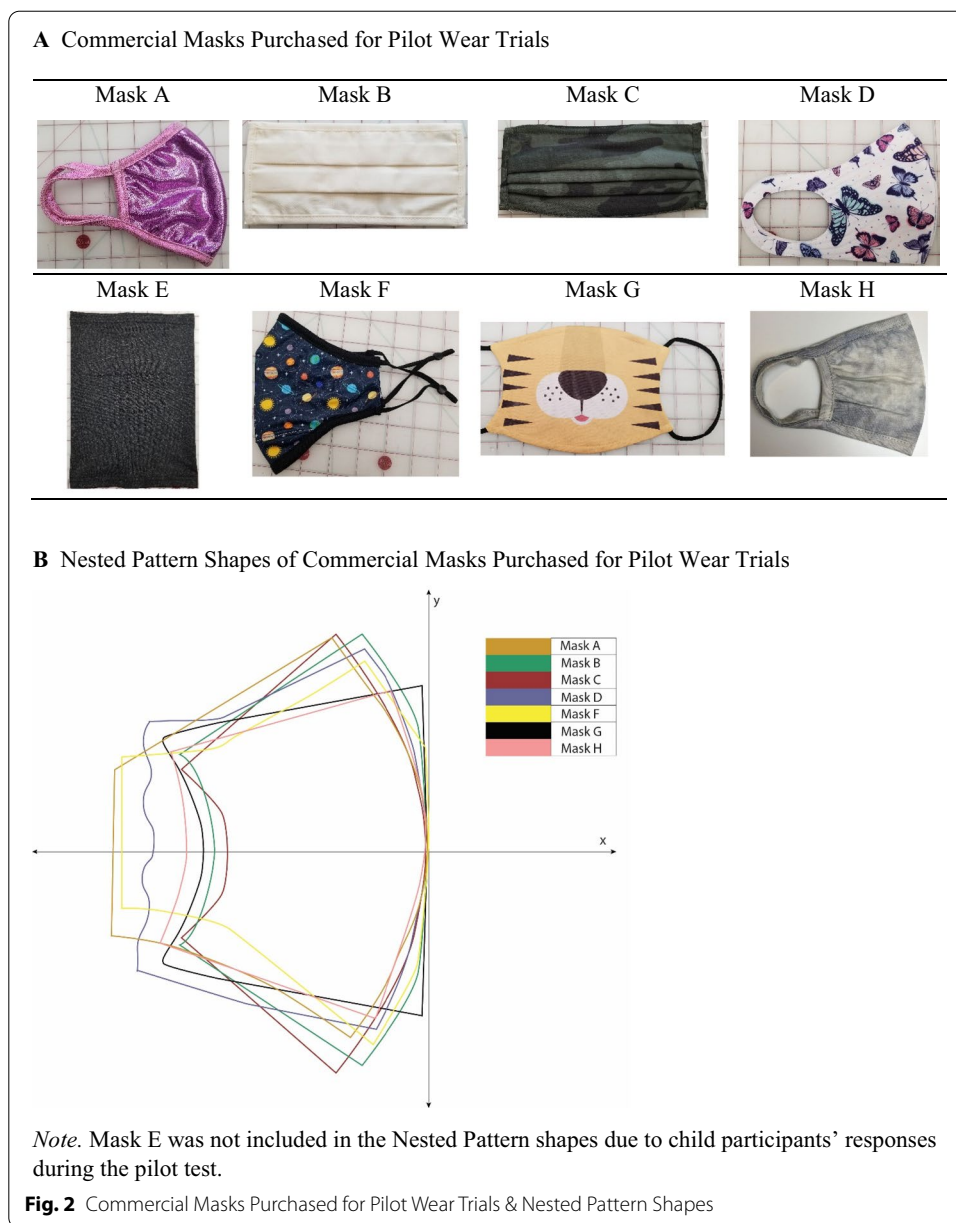 A Commercial Masks Purchased for Pilot Wear Trials
Mask A Mask B Mask C Mask D
Mask E Mask F Mask G Mask H
B Nested Pattern Shapes of Commercial Masks Purchased for Pilot Wear Trials
y
Mask A
Mask B
Mask C
Mask D
Mask F
Mask G
Mask H
x
Note. Mask E was not included in the Nested Pattern shapes due to child participants’ responses
during the pilot test.
Fig. 2 Commercial Masks Purchased for Pilot Wear Trials & Nested Pattern Shapes